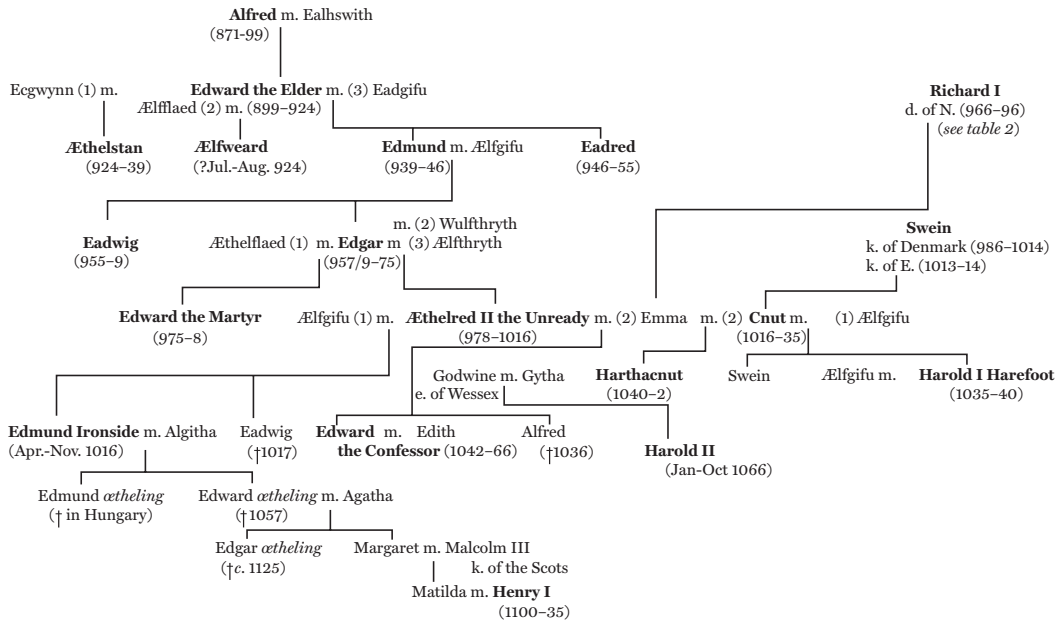 Alfred m. Ealhswith
(871-99)
Ecgwynn (1) m.
Edward the Elder m. (3) Eadgifu
Ælfflaed (2) m. (899–924)
Richard I
d. of N. (966–96)
(see table 2)
Æthelstan
(924–39)
Ælfweard
(?Jul.-Aug. 924)
Edmund m. Ælfgifu
(939–46)
Eadred
(946–55)
Eadwig
(955–9)
m. (2) Wulfthryth
Æthelflaed (1) m. Edgar m (3) Ælfthryth
(957/9–75)
Swein
k. of Denmark (986–1014)
k. of E. (1013–14)
Edward the Martyr
(975–8)
Ælfgifu (1) m. Æthelred II the Unready m. (2) Emma m. (2) Cnut m. (1) Ælfgifu
(978–1016)
(1016–35)
Godwine m. Gytha
e. of Wessex
Harthacnut
(1040–2)
Swein
Ælfgifu m. Harold I Harefoot
(1035–40)
Edmund Ironside m. Algitha
(Apr.-Nov. 1016)
Eadwig
(†1017)
Edward m. Edith
the Confessor (1042–66)
Alfred
(†1036)
Harold II
(Jan-Oct 1066)
Edmund œtheling
(† in Hungary)
Edward œtheling m. Agatha
(†1057)
Edgar œtheling
(†c. 1125)
Margaret m. Malcolm III
k. of the Scots
Matilda m. Henry I
(1100–35)